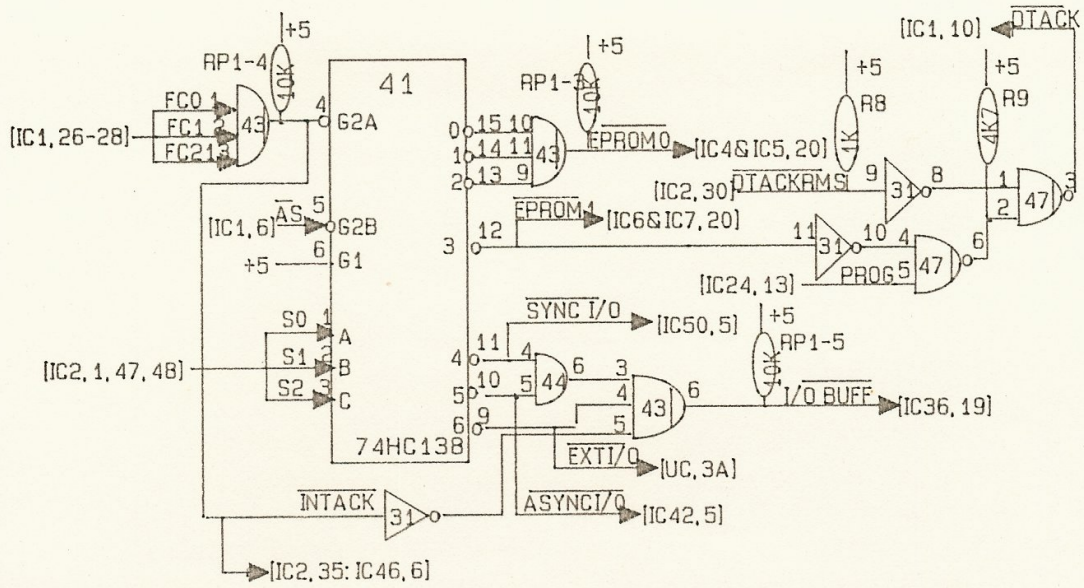 DTACK
[IC1, 10]
+5
RP1-4
10K
41
+5
RP1-3
10K
+5
R8
1K
+5
R9
4K7
FC0 1
FC1 2
FC2 13
43
[IC1, 26-28]
4
G2A
0
15
10
1
14
11
2
13
9
43
EPROM0
[IC4&IC5, 20]
[IC2, 30]
DTACKRMS
9
31
8
1
2
47
3
AS
5
G2B
[IC1, 6]
6
G1
+5
3
12
EPROM1
[IC6&IC7, 20]
11
31
10
4
5
47
6
[IC24, 13]
PROG
S0
1
A
S1
2
B
S2
3
C
[IC2, 1, 47, 48]
SYNC I/O
[IC50, 5]
4
11
4
5
10
5
44
6
6
9
3
4
5
43
6
+5
RP1-5
10K
I/O BUFF
[IC36, 19]
74HC138
EXTI/O
[UC, 3A]
INTACK
31
ASYNCI/O
[IC42, 5]
[IC2, 35: IC46, 6]